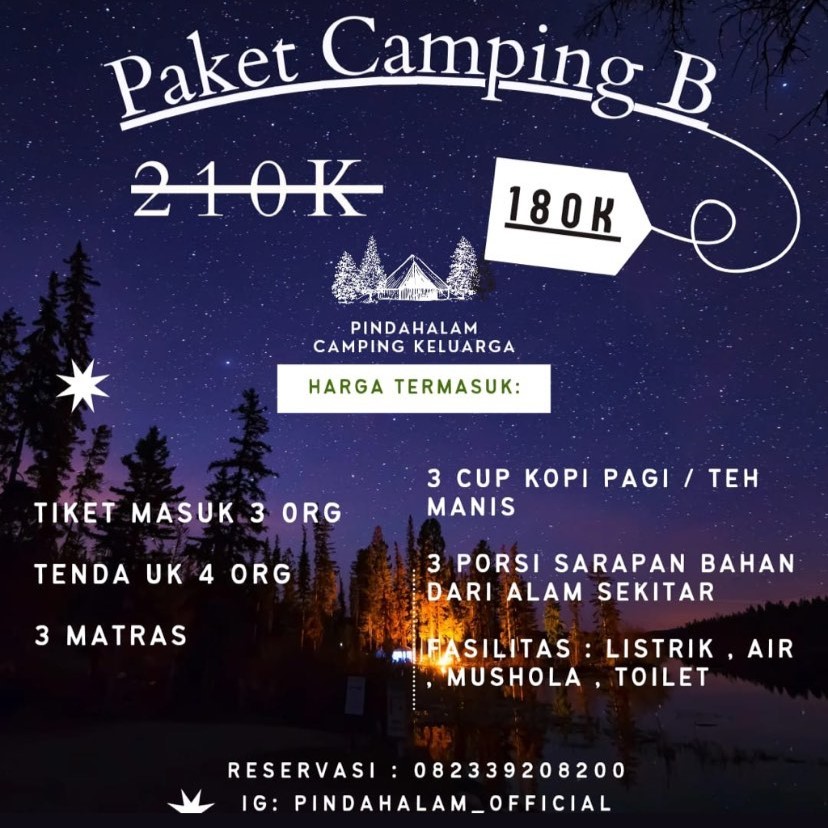 Paket Camping B
210K
180K
PINDAHALAM
CAMPING KELUARGA
HARGA TERMASUK:
TIKET MASUK 3 ORG
TENDA UK 4 ORG
3 MATRAS
3 CUP KOPI PAGI / TEH
MANIS
3 PORSI SARAPAN BAHAN
DARI ALAM SEKITAR
FASILITAS : LISTRIK , AIR
, MUSHOLA , TOILET
RESERVASI : 082339208200
IG: PINDAHALAM_OFFICIAL